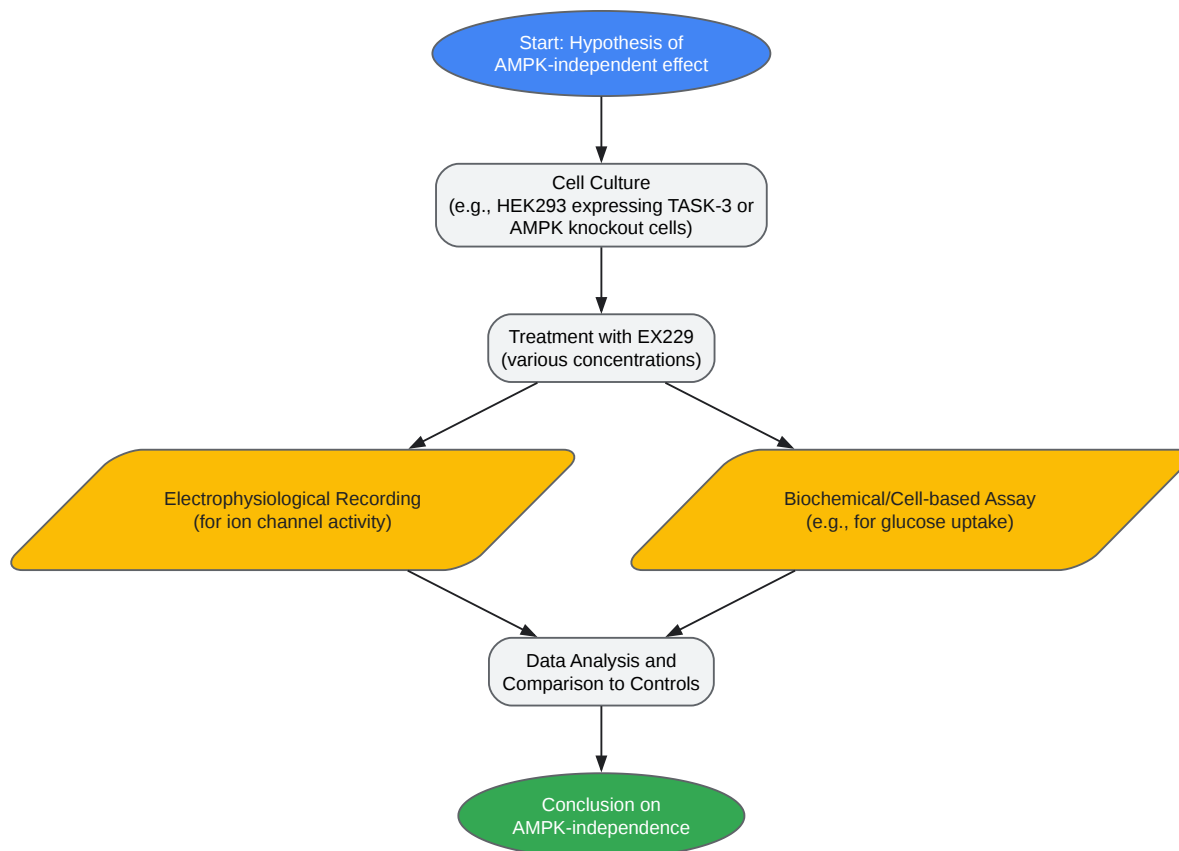 Start: Hypothesis of
AMPK-independent effect
Cell Culture
(e.g., HEK293 expressing TASK-3 or
AMPK knockout cells)
Treatment with EX229
(various concentrations)
Electrophysiological Recording
(for ion channel activity)
Biochemical/Cell-based Assay
(e.g., for glucose uptake)
Data Analysis and
Comparison to Controls
Conclusion on
AMPK-independence